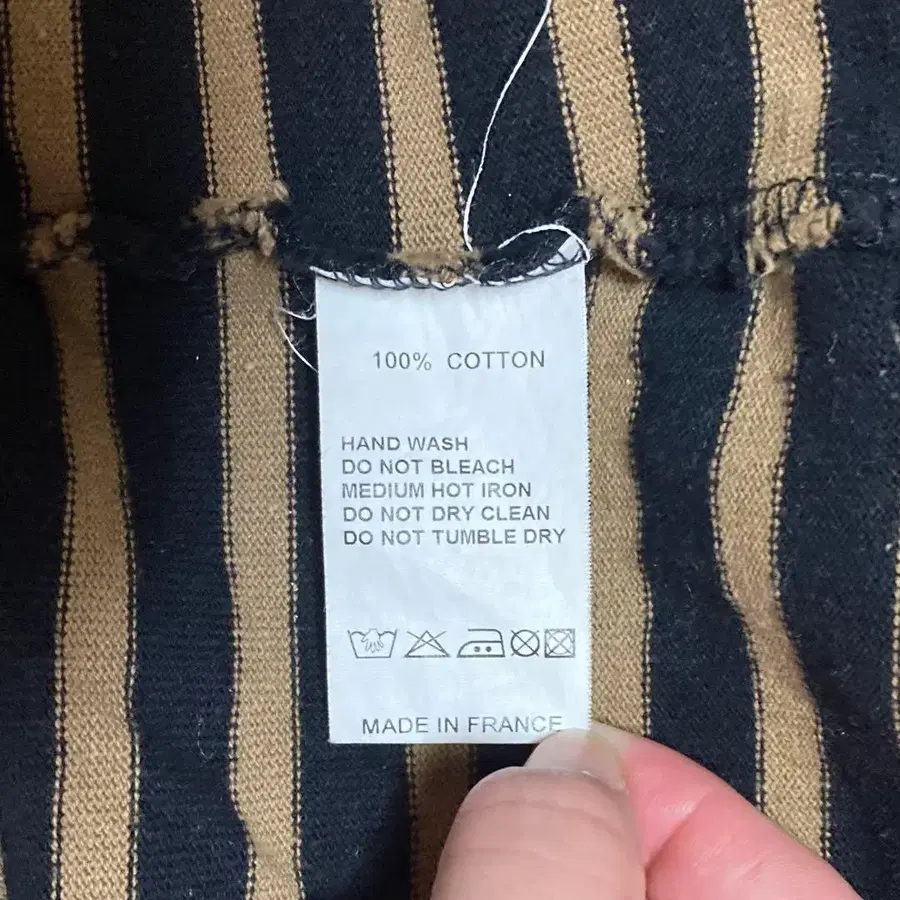 100% COTTON
HAND WASH
DO NOT BLEACH
MEDIUM HOT IRON
DO NOT DRY CLEAN
DO NOT TUMBLE DRY
MADE IN FRANCE